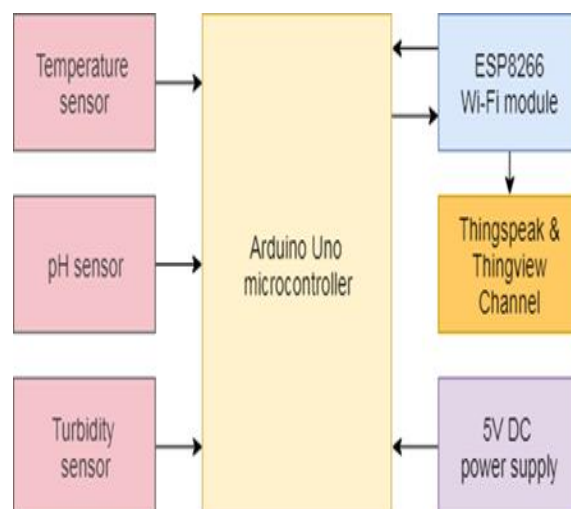 Temperature
sensor
pH sensor
Turbidity
sensor
Arduino Uno
microcontroller
ESP8266
Wi-Fi module
Thingspeak &
Thingview
Channel
5V DC
power supply